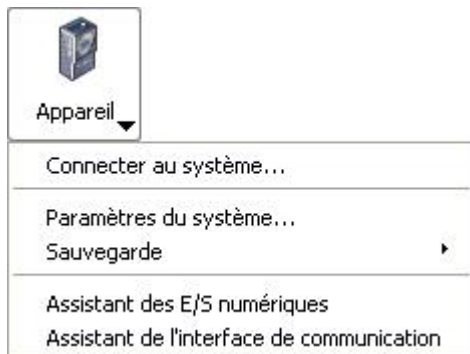 Appareil
Connecter au système...
Paramètres du système...
Sauvegarde
Assistant des E/S numériques
Assistant de l'interface de communication